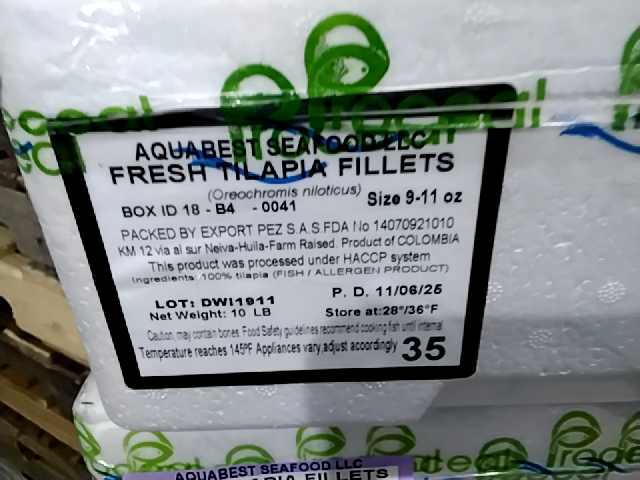 Proceal
AQUABEST SEAFOOD LLC
FRESH TILAPIA FILLETS
(Oreochromis niloticus) Size 9-11 oz
BOX ID 18 - B4 - 0041
PACKED BY EXPORT PEZ S.A.S FDA No 14070921010
KM 12 via al sur Neiva-Huila-Farm Raised. Product of COLOMBIA
This product was processed under HACCP system
Ingredients: 100% tilapia (FISH / ALLERGEN PRODUCT)
LOT: DWI1911 P. D. 11/06/25
Net Weight: 10 LB Store at:28°/36°F
Caution, may contain bones. Food Safety guidelines recommend cooking fish until internal
Temperature reaches 145ºF Appliances vary,adjust acoordingly 35
AQUABEST SEAFOOD LLC
FILLETS